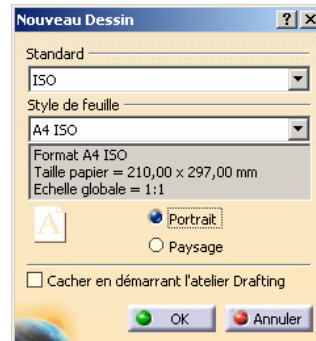 Nouveau Dessin
Standard
ISO
Style de feuille
A4 ISO
Format A4 ISO
Taille papier = 210,00 x 297,00 mm
Echelle globale = 1:1
A
Portrait
Paysage
Cacher en démarrant l'atelier Drafting
OK
Annuler